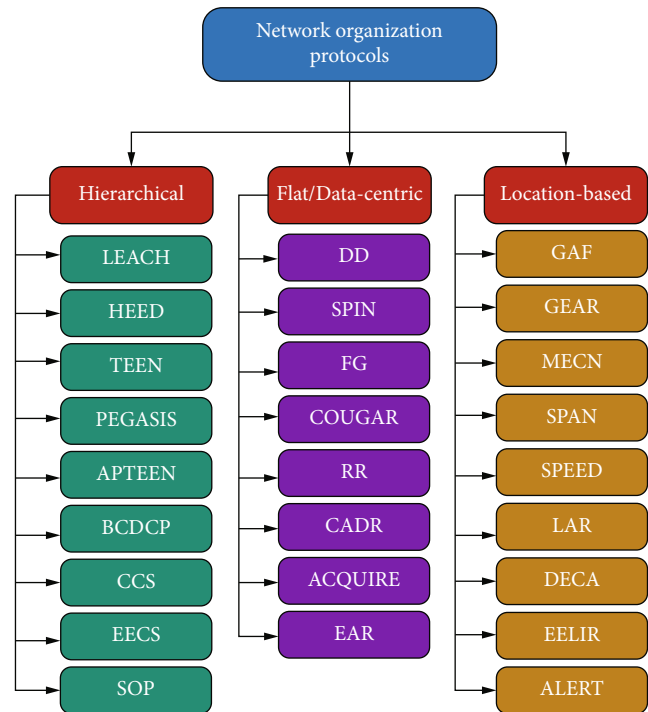 Network organization
protocols
Hierarchical
LEACH
HEED
TEEN
PEGASIS
APTEEN
BCDCP
CCS
EECS
SOP
Flat/Data-centric
DD
SPIN
FG
COUGAR
RR
CADR
ACQUIRE
EAR
Location-based
GAF
GEAR
MECN
SPAN
SPEED
LAR
DECA
EELIR
ALERT